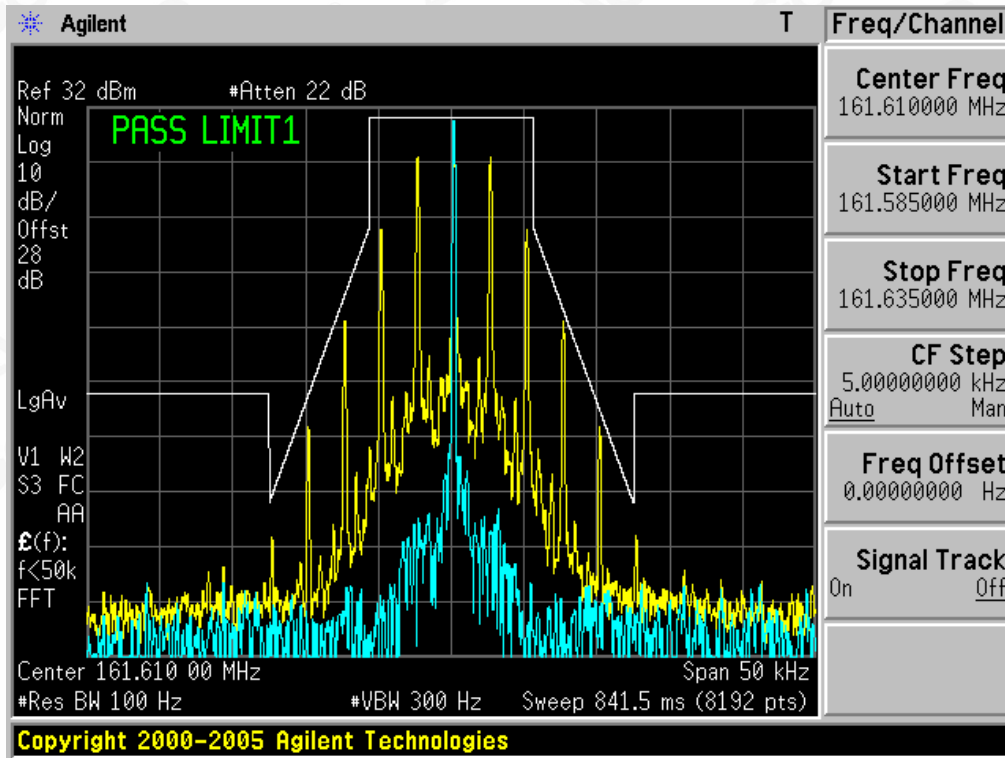 Agilent T
Freq/Channel
Ref 32 dBm #Atten 22 dB
Norm
Log
10
dB/
Offst
28
dB
PASS LIMIT1
LgAv
V1 W2
S3 FC
AA
£(f):
f<50k
FFT
Center 161.610 00 MHz Span 50 kHz
#Res BW 100 Hz #VBW 300 Hz Sweep 841.5 ms (8192 pts)
Copyright 2000-2005 Agilent Technologies
Center Freq
161.610000 MHz
Start Freq
161.585000 MHz
Stop Freq
161.635000 MHz
CF Step
5.00000000 kHz
Auto Man
Freq Offset
0.00000000 Hz
Signal Track
On Off